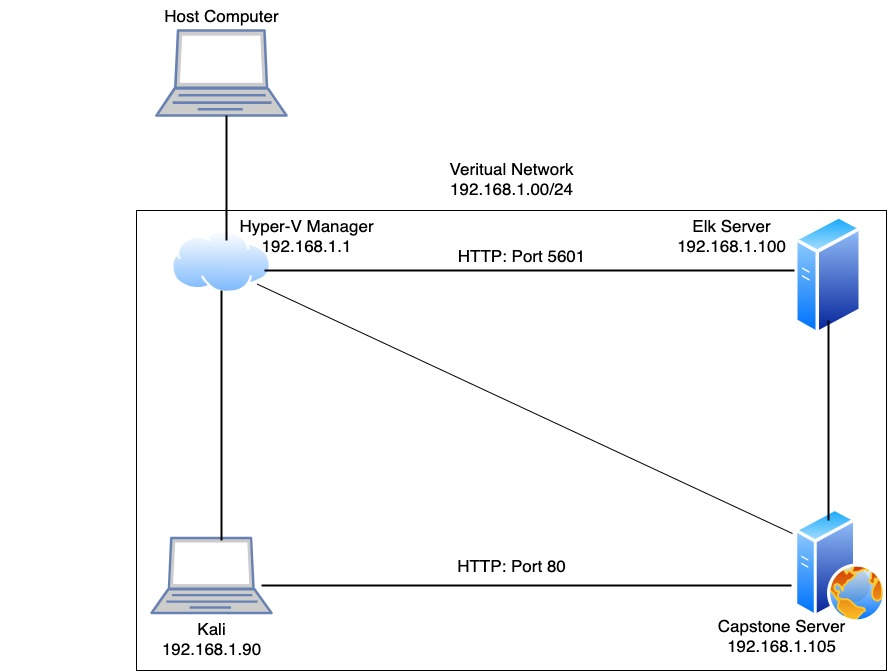 Host Computer
Veritual Network
192.168.1.00/24
Hyper-V Manager
192.168.1.1
Elk Server
192.168.1.100
HTTP: Port 5601
HTTP: Port 80
Kali
192.168.1.90
Capstone Server
192.168.1.105